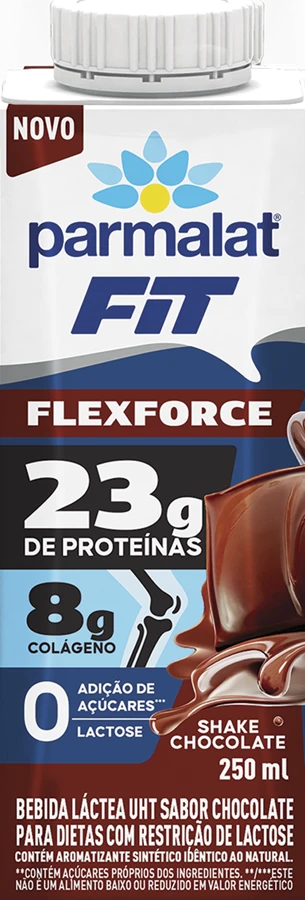 NOVO
parmalat®
FIT
FLEXFORCE
23g
DE PROTEÍNAS
8g
COLÁGENO
0 ADIÇÃO DE
AÇÚCARES***
LACTOSE
SHAKE
CHOCOLATE
250 ml
BEBIDA LÁCTEA UHT SABOR CHOCOLATE
PARA DIETAS COM RESTRIÇÃO DE LACTOSE
CONTÉM AROMATIZANTE SINTÉTICO IDÊNTICO AO NATURAL.
**CONTÉM AÇÚCARES PRÓPRIOS DOS INGREDIENTES. **/***ESTE
NÃO É UM ALIMENTO BAIXO OU REDUZIDO EM VALOR ENERGÉTICO